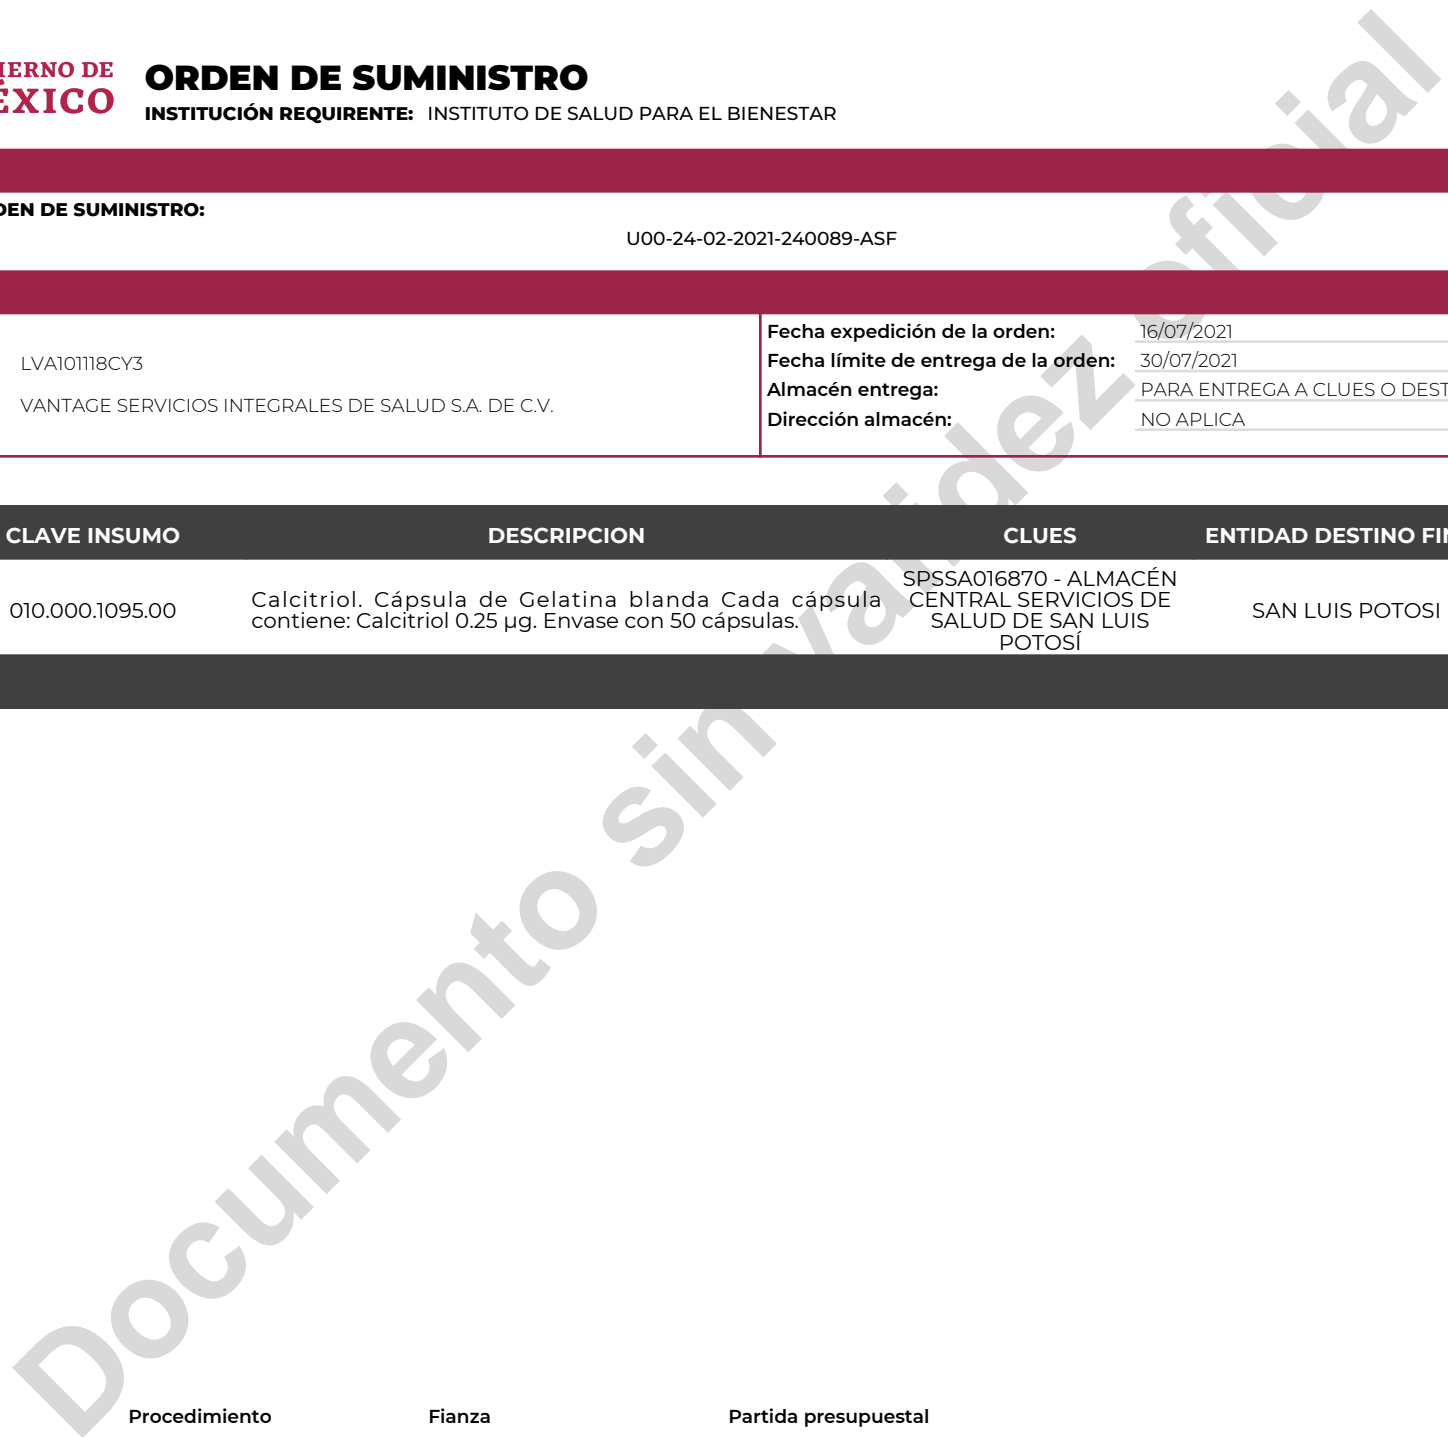 IERNO DE
ÉXICO
ORDEN DE SUMINISTRO
INSTITUCIÓN REQUIRENTE: INSTITUTO DE SALUD PARA EL BIENESTAR
DEN DE SUMINISTRO:
U00-24-02-2021-240089-ASF
LVA101118CY3
VANTAGE SERVICIOS INTEGRALES DE SALUD S.A. DE C.V.
Fecha expedición de la orden: 16/07/2021
Fecha límite de entrega de la orden: 30/07/2021
Almacén entrega: PARA ENTREGA A CLUES O DEST
Dirección almacén: NO APLICA
CLAVE INSUMO DESCRIPCION CLUES ENTIDAD DESTINO FIN
010.000.1095.00
Calcitriol. Cápsula de Gelatina blanda Cada cápsula
contiene: Calcitriol 0.25 µg. Envase con 50 cápsulas.
SPSSA016870 - ALMACÉN
CENTRAL SERVICIOS DE
SALUD DE SAN LUIS
POTOSÍ
SAN LUIS POTOSI
Documento sin validez oficial
Procedimiento Fianza Partida presupuestal